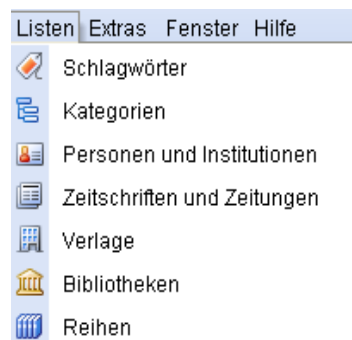 Listen Extras Fenster Hilfe
Schlagwörter
Kategorien
Personen und Institutionen
Zeitschriften und Zeitungen
Verlage
Bibliotheken
Reihen